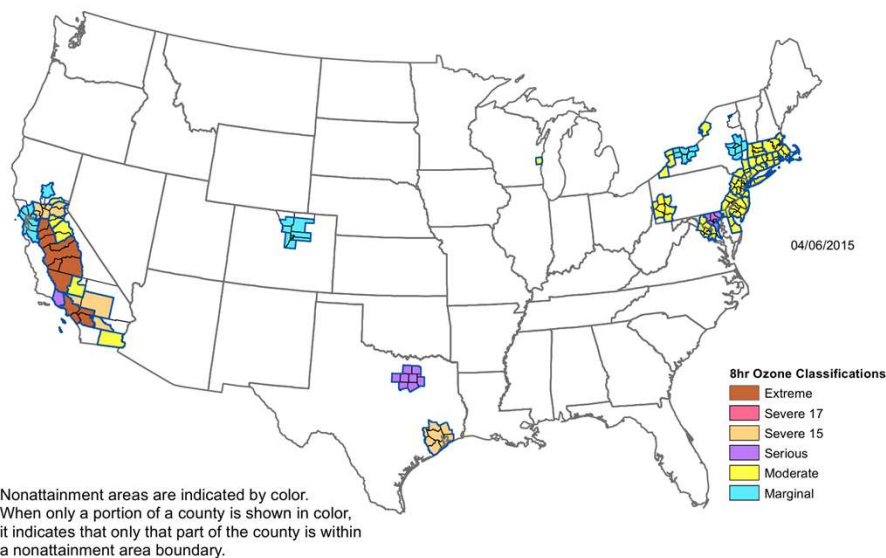 04/06/2015
8hr Ozone Classifications
Extreme
Severe 17
Severe 15
Serious
Moderate
Marginal
Nonattainment areas are indicated by color.
When only a portion of a county is shown in color,
it indicates that only that part of the county is within
a nonattainment area boundary.